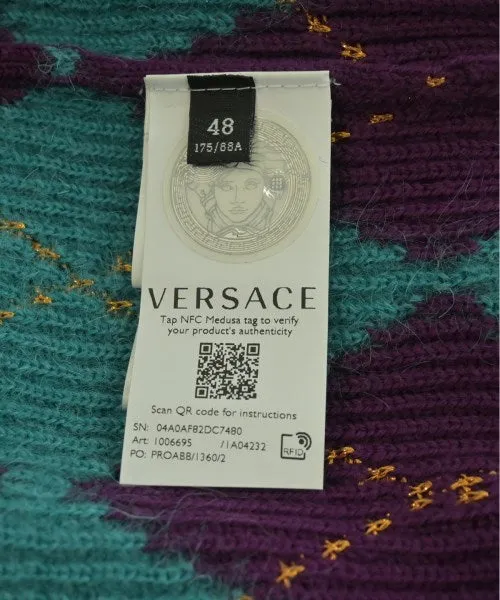 48
175/88A
VERSACE
Tap NFC Medusa tag to verify
your product's authenticity
Scan QR code for instructions
SN: 04A0AFB2DC7480
Art: 1006695 /1A04232
PO: PROABB/1360/2
RFID